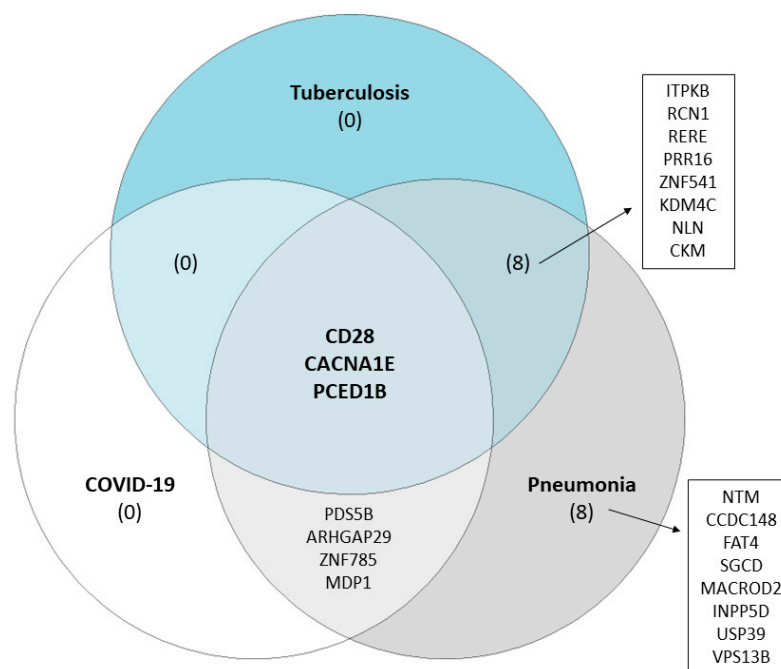 Tuberculosis
(0)
ITPKB
RCN1
RERE
PRR16
ZNF541
KDM4C
NLN
CKM
(0)
(8)
CD28
CACNA1E
PCED1B
COVID-19
(0)
PDS5B
ARHGAP29
ZNF785
MDP1
Pneumonia
(8)
NTM
CCDC148
FAT4
SGCD
MACROD2
INPP5D
USP39
VPS13B